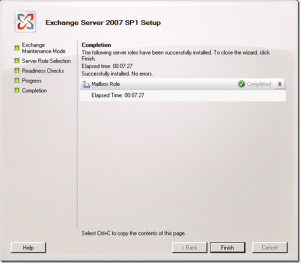 Exchange Server 2007 SP1 Setup
Exchange
Maintenance Mode
Server Role Selection
Readiness Checks
Progress
Completion
Completion
The following server roles have been successfully installed. To close the wizard, click
Finish.
Elapsed time: 00:07:27
Successfully installed. No errors.
Mailbox Role
Completed
Elapsed Time: 00:07:27
Select Ctrl+C to copy the contents of this page.
Help
< Back
Finish
Cancel